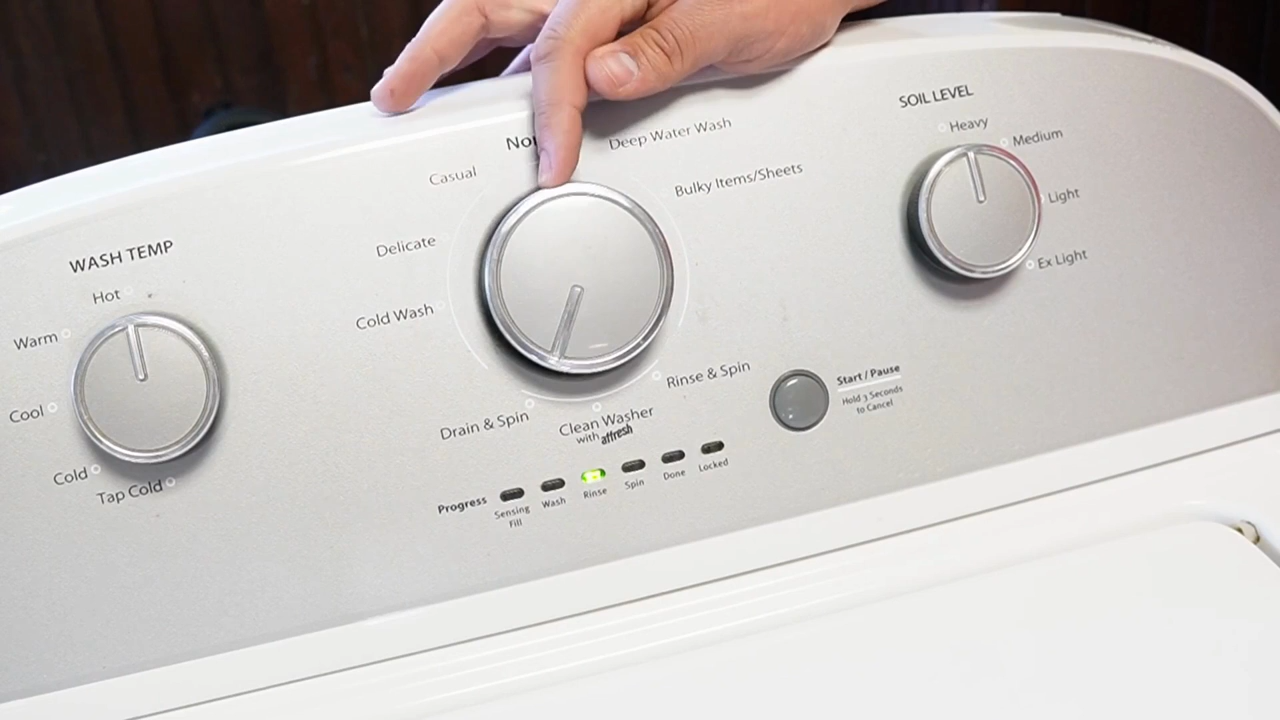 WASH TEMP
Hot
Warm
Cool
Cold
Tap Cold
Deep Water Wash
Casual
Bulky Items/Sheets
Delicate
Cold Wash
Rinse & Spin
Drain & Spin
Clean Washer
with affresh
SOIL LEVEL
Heavy
Medium
Light
Ex Light
Start / Pause
Hold 3 Seconds
to Cancel
Progress
Sensing
Fill
Wash
Rinse
Spin
Done
Locked